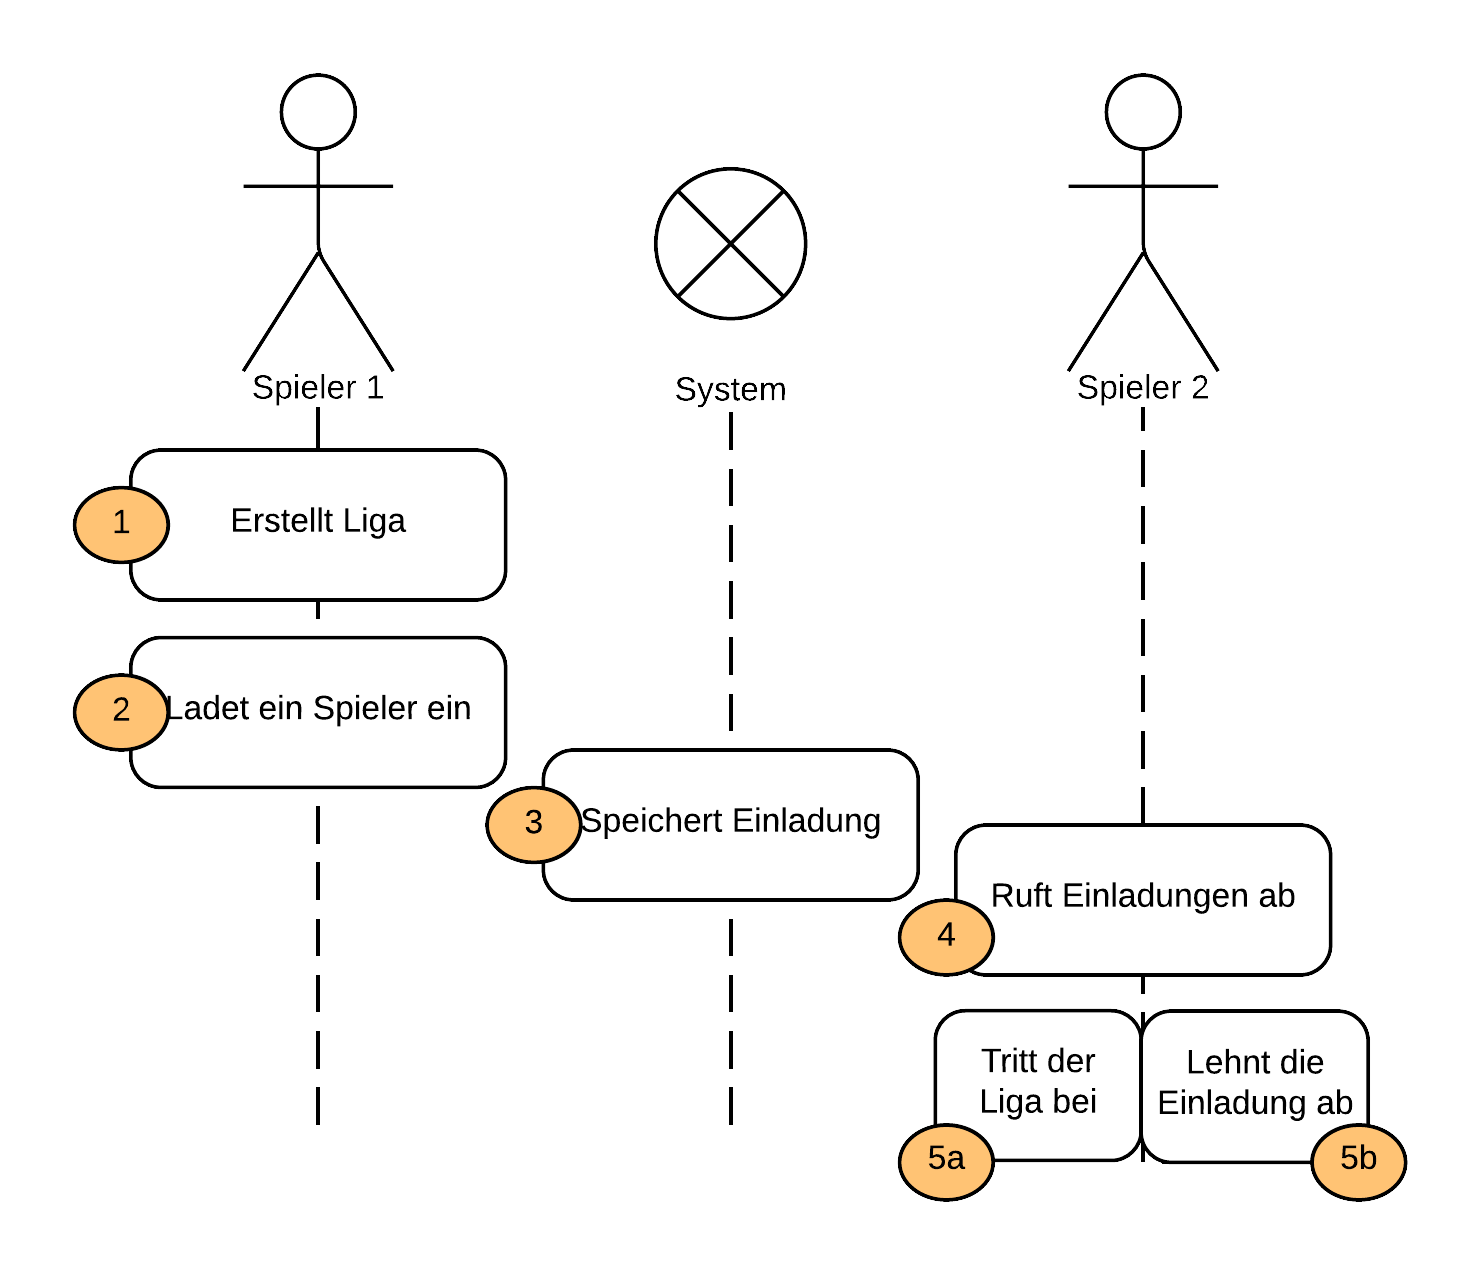 Spieler 1
System
Spieler 2
1
Erstellt Liga
2
Ladet ein Spieler ein
3
Speichert Einladung
4
Ruft Einladungen ab
Tritt der
Liga bei
5a
Lehnt die
Einladung ab
5b